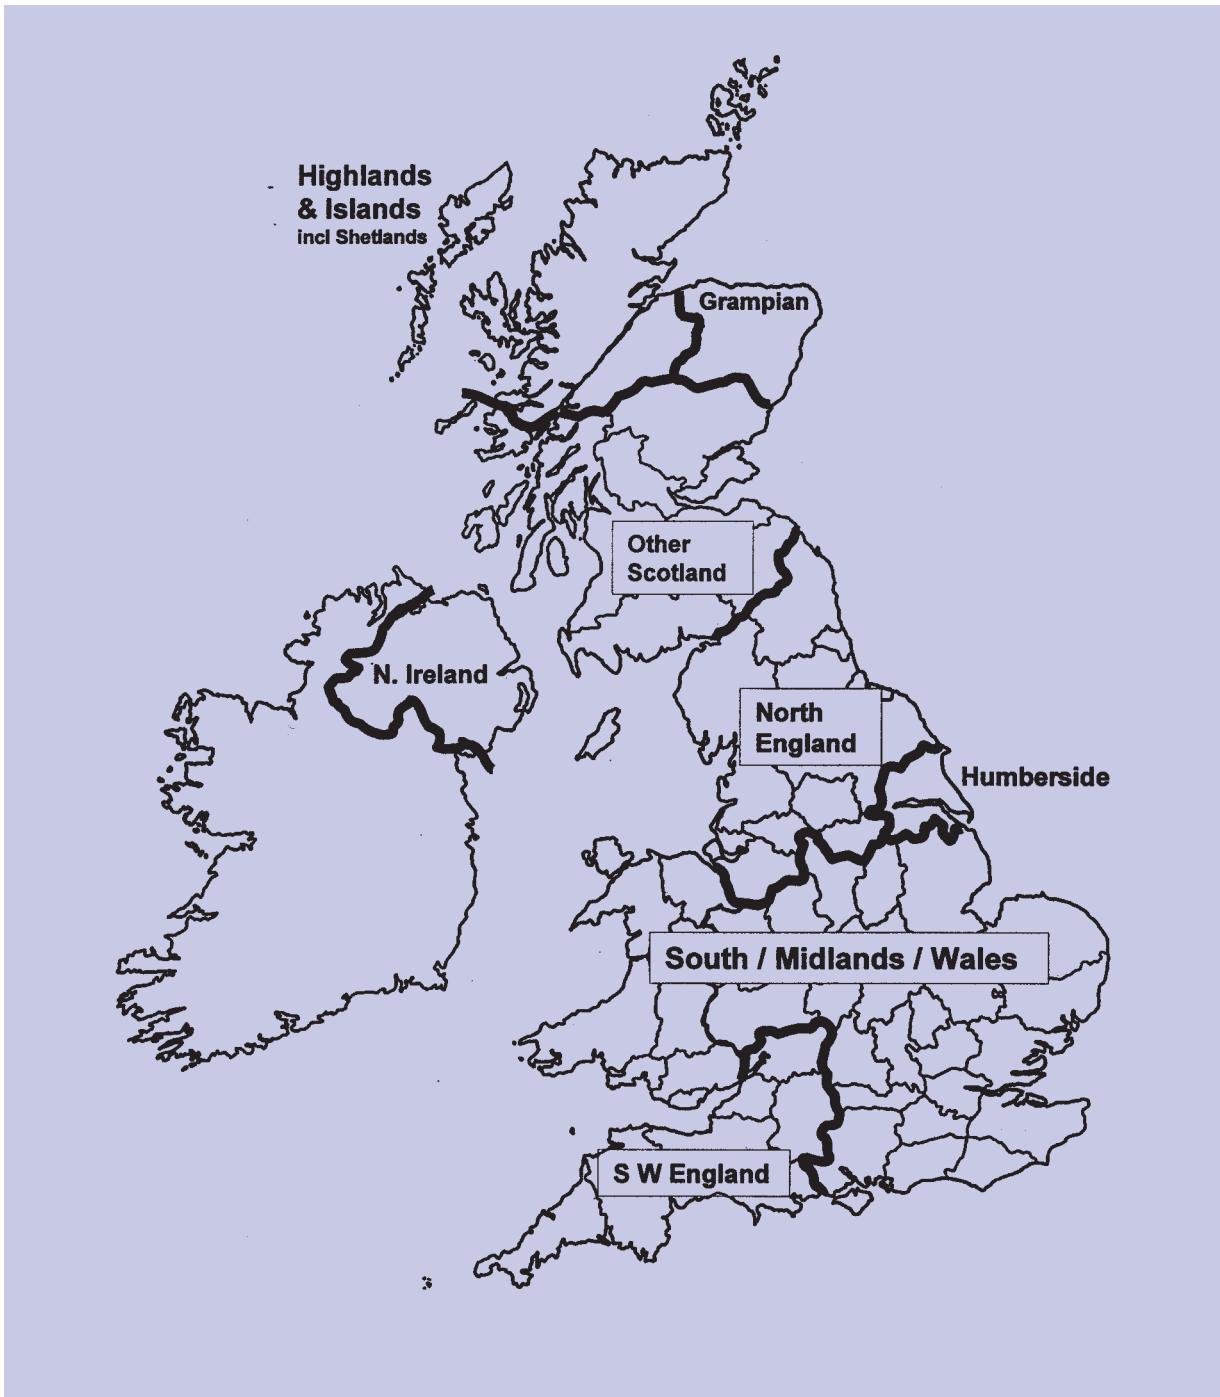 Highlands
& Islands
incl Shetlands
Grampian
Other
Scotland
N. Ireland
North
England
Humberside
South / Midlands / Wales
S W England